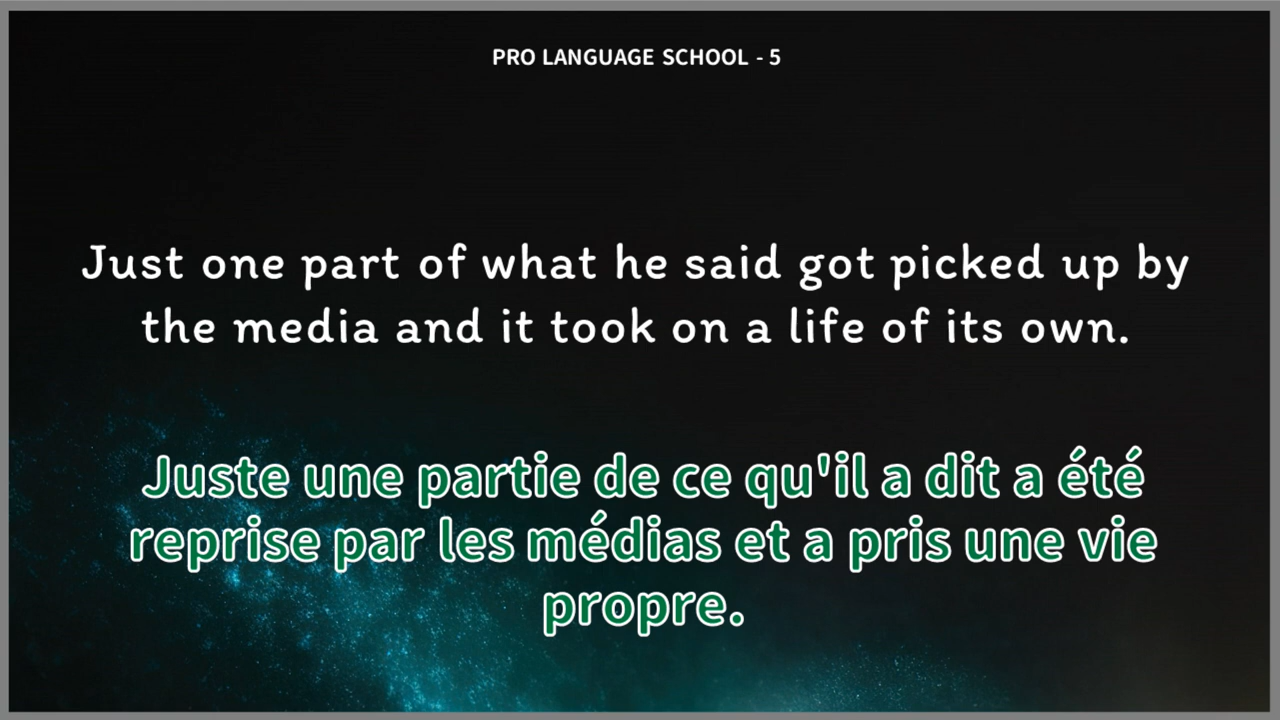 PRO LANGUAGE SCHOOL - 5
Just one part of what he said got picked up by
the media and it took on a life of its own.
Juste une partie de ce qu'il a dit a été
reprise par les médias et a pris une vie
propre.